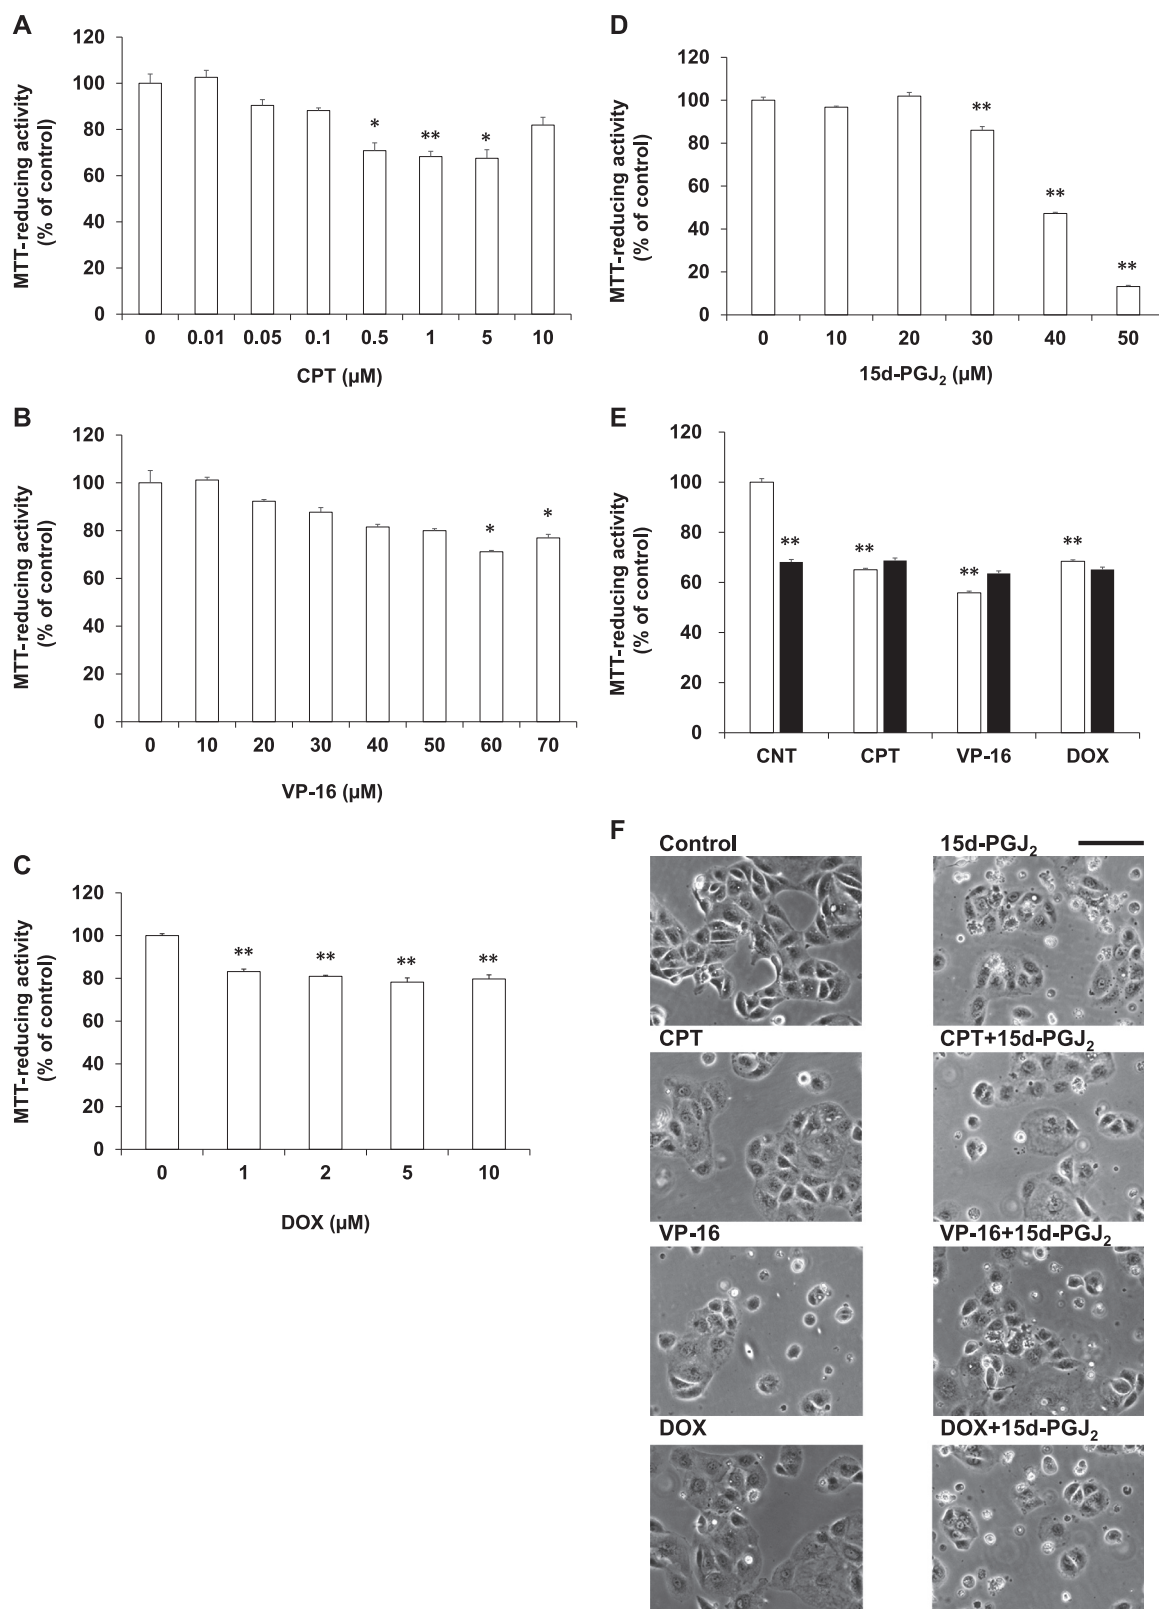 A
MTT-reducing activity
(% of control)
120
100
80
60
40
20
0
*
**
*
0 0.01 0.05 0.1 0.5 1 5 10
CPT (µM)
B
MTT-reducing activity
(% of control)
120
100
80
60
40
20
0
*
*
0 10 20 30 40 50 60 70
VP-16 (µM)
C
MTT-reducing activity
(% of control)
120
100
80
60
40
20
0
** ** ** **
0 1 2 5 10
DOX (µM)
D
MTT-reducing activity
(% of control)
120
100
80
60
40
20
0
**
**
**
0 10 20 30 40 50
15d-PGJ₂ (µM)
E
MTT-reducing activity
(% of control)
120
100
80
60
40
20
0
** ** ** **
CNT CPT VP-16 DOX
F
Control 15d-PGJ₂
CPT CPT+15d-PGJ₂
VP-16 VP-16+15d-PGJ₂
DOX DOX+15d-PGJ₂